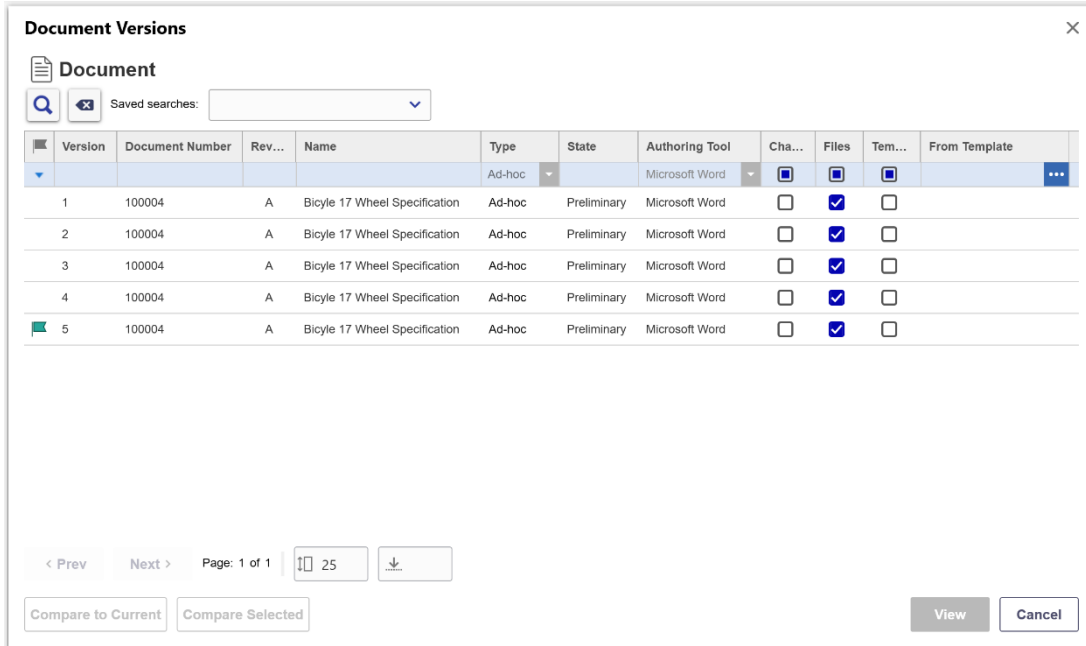 Document Versions
Document
Saved searches:
Version Document Number Rev... Name Type State Authoring Tool Cha... Files Tem... From Template
Ad-hoc Microsoft Word
1 100004 A Bicyle 17 Wheel Specification Ad-hoc Preliminary Microsoft Word
2 100004 A Bicyle 17 Wheel Specification Ad-hoc Preliminary Microsoft Word
3 100004 A Bicyle 17 Wheel Specification Ad-hoc Preliminary Microsoft Word
4 100004 A Bicyle 17 Wheel Specification Ad-hoc Preliminary Microsoft Word
5 100004 A Bicyle 17 Wheel Specification Ad-hoc Preliminary Microsoft Word
< Prev Next > Page: 1 of 1 25
Compare to Current Compare Selected View Cancel